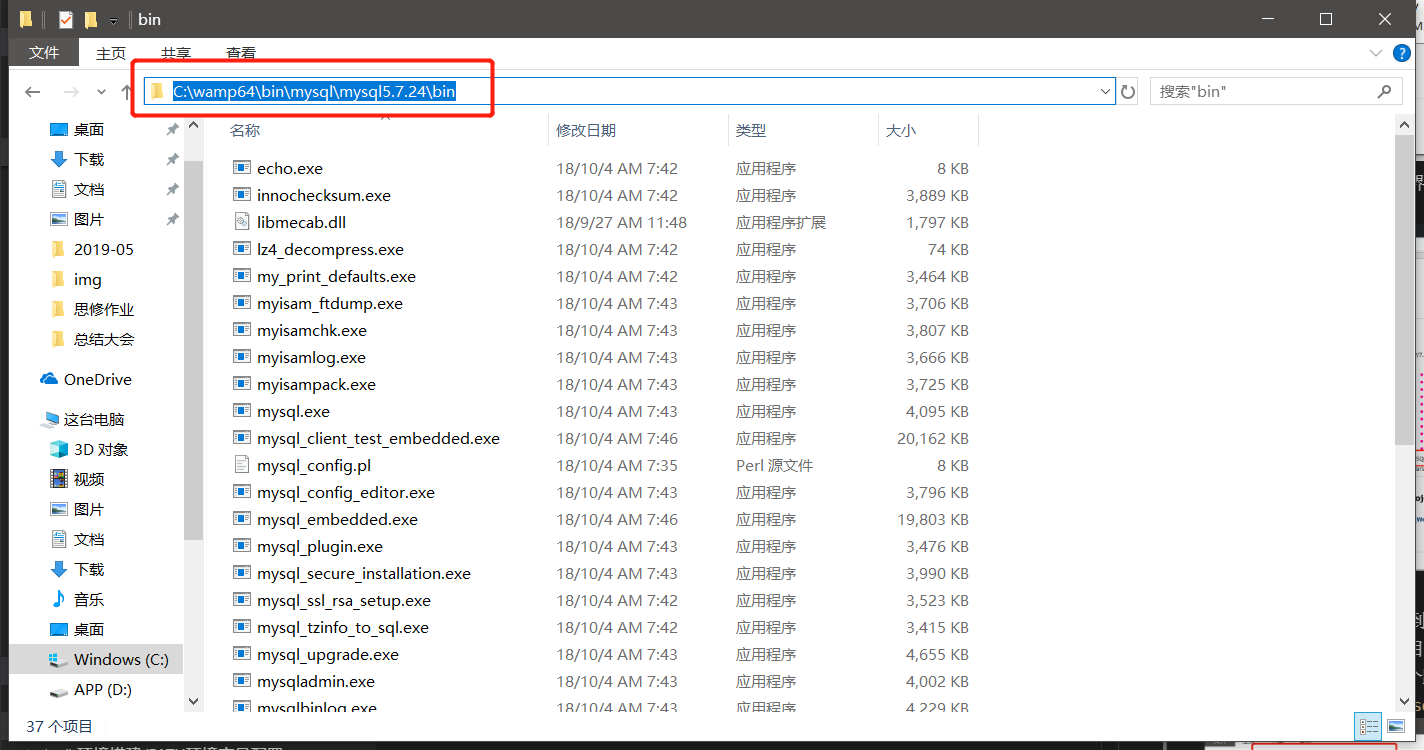 bin
文件 主页 共享 查看
C:\wamp64\bin\mysql\mysql5.7.24\bin 搜索"bin"
名称 修改日期 类型 大小
桌面
下载
文档
图片
2019-05
img
思修作业
总结大会
OneDrive
这台电脑
3D 对象
视频
图片
文档
下载
音乐
桌面
Windows (C:)
APP (D:)
echo.exe 18/10/4 AM 7:42 应用程序 8 KB
innochecksum.exe 18/10/4 AM 7:42 应用程序 3,889 KB
libmecab.dll 18/9/27 AM 11:48 应用程序扩展 1,797 KB
lz4_decompress.exe 18/10/4 AM 7:42 应用程序 74 KB
my_print_defaults.exe 18/10/4 AM 7:42 应用程序 3,464 KB
myisam_ftdump.exe 18/10/4 AM 7:43 应用程序 3,706 KB
myisamchk.exe 18/10/4 AM 7:43 应用程序 3,807 KB
myisamlog.exe 18/10/4 AM 7:43 应用程序 3,666 KB
myisampack.exe 18/10/4 AM 7:43 应用程序 3,725 KB
mysql.exe 18/10/4 AM 7:43 应用程序 4,095 KB
mysql_client_test_embedded.exe 18/10/4 AM 7:46 应用程序 20,162 KB
mysql_config.pl 18/10/4 AM 7:35 Perl 源文件 8 KB
mysql_config_editor.exe 18/10/4 AM 7:43 应用程序 3,796 KB
mysql_embedded.exe 18/10/4 AM 7:46 应用程序 19,803 KB
mysql_plugin.exe 18/10/4 AM 7:43 应用程序 3,476 KB
mysql_secure_installation.exe 18/10/4 AM 7:43 应用程序 3,990 KB
mysql_ssl_rsa_setup.exe 18/10/4 AM 7:42 应用程序 3,523 KB
mysql_tzinfo_to_sql.exe 18/10/4 AM 7:42 应用程序 3,415 KB
mysql_upgrade.exe 18/10/4 AM 7:43 应用程序 4,655 KB
mysqladmin.exe 18/10/4 AM 7:43 应用程序 4,002 KB
mysqlbinlog.exe 18/10/4 AM 7:43 应用程序 4,229 KB
37 个项目